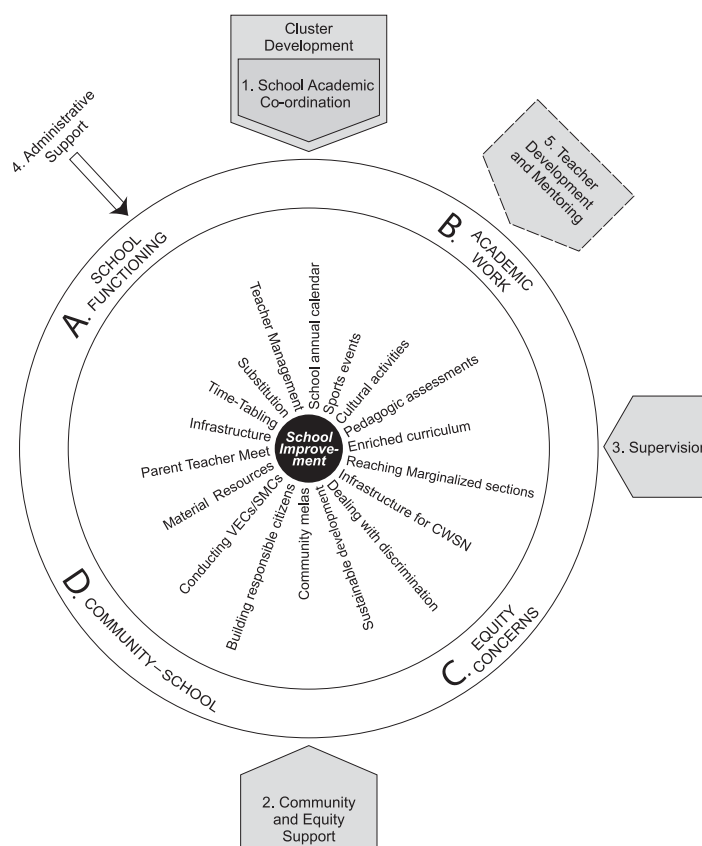 Cluster
Development
1. School Academic
Co-ordination
4. Administrative
Support
5. Teacher
Development
and Mentoring
A. SCHOOL
FUNCTIONING
B. ACADEMIC
WORK
Teacher Management
School annual calendar
Sports events
Cultural activities
Pedagogic assessments
Enriched curriculum
Reaching Marginalized sections
Infrastructure for CWSN
Dealing with discrimination
Sustainable development
Community melas
Building responsible citizens
Conducting VECs/SMCs
Material Resources
Parent Teacher Meet
Infrastructure
Time-Tabling
Substitution
School
Improve-
ment
3. Supervision
C. EQUITY
CONCERNS
D. COMMUNITY–SCHOOL
2. Community
and Equity
Support